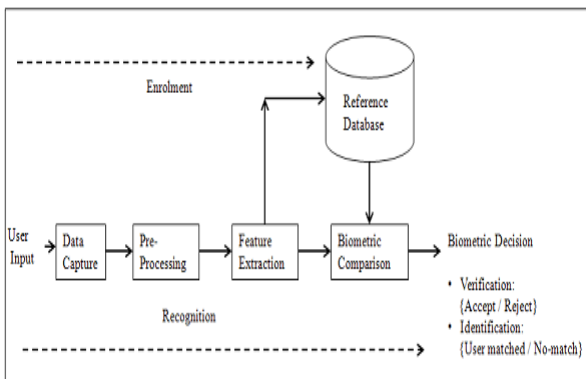 Enrolment
Reference
Database
User
Input
Data
Capture
Pre-
Processing
Feature
Extraction
Biometric
Comparison
Biometric Decision
• Verification:
{Accept / Reject}
• Identification:
{User matched / No-match}
Recognition